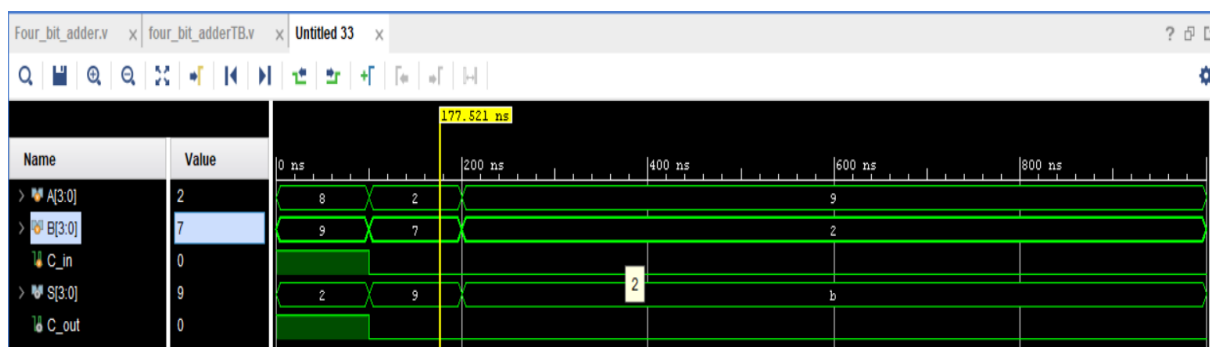 Four_bit_adder.v x four_bit_adderTB.v x Untitled 33 x ?
177.521 ns
Name Value 0 ns 200 ns 400 ns 600 ns 800 ns
> A[3:0] 2 8 2 9
> B[3:0] 7 9 7 2
C_in 0
2
> S[3:0] 9 2 9 b
C_out 0